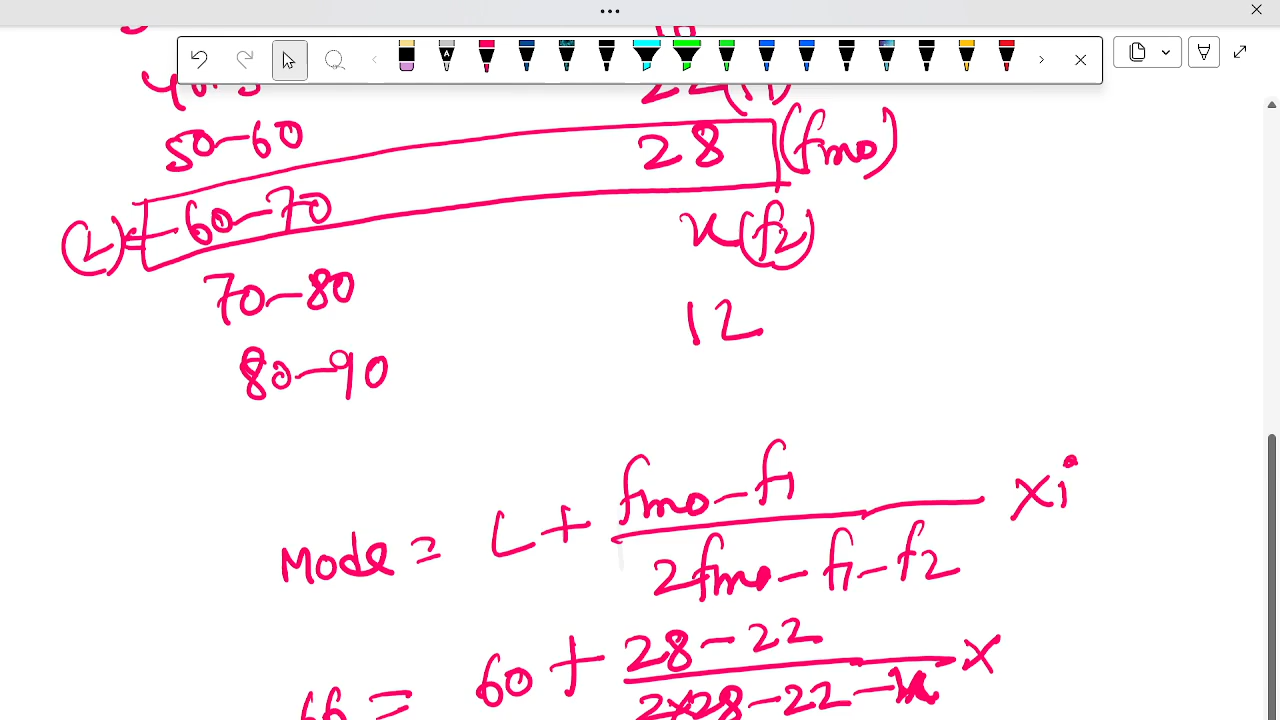 50-60 28 (fmo)
(L) 60-70 x (f2)
70-80 12
80-90
Mode = L + fmo - f1 / 2fmo - f1 - f2 × i
66 = 60 + 28 - 22 / 2×28 - 22 - x ×